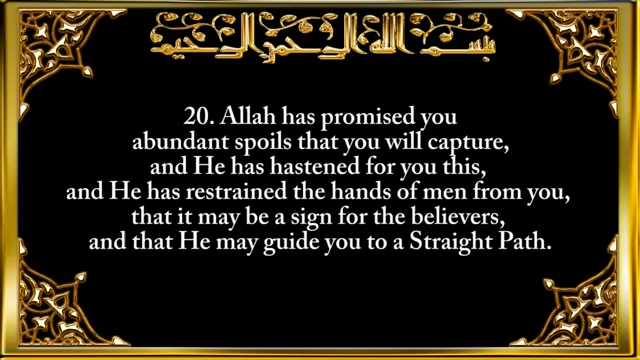 بسم الله الرحمن الرحيم
20. Allah has promised you
abundant spoils that you will capture,
and He has hastened for you this,
and He has restrained the hands of men from you,
that it may be a sign for the believers,
and that He may guide you to a Straight Path.